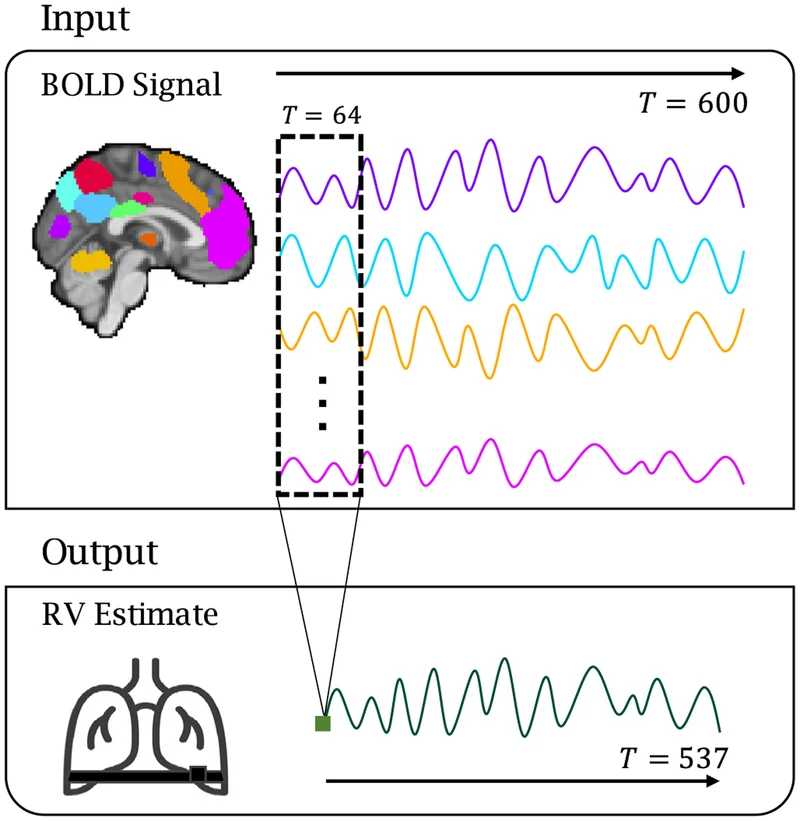 Input
BOLD Signal
T = 64
T = 600
Output
RV Estimate
T = 537